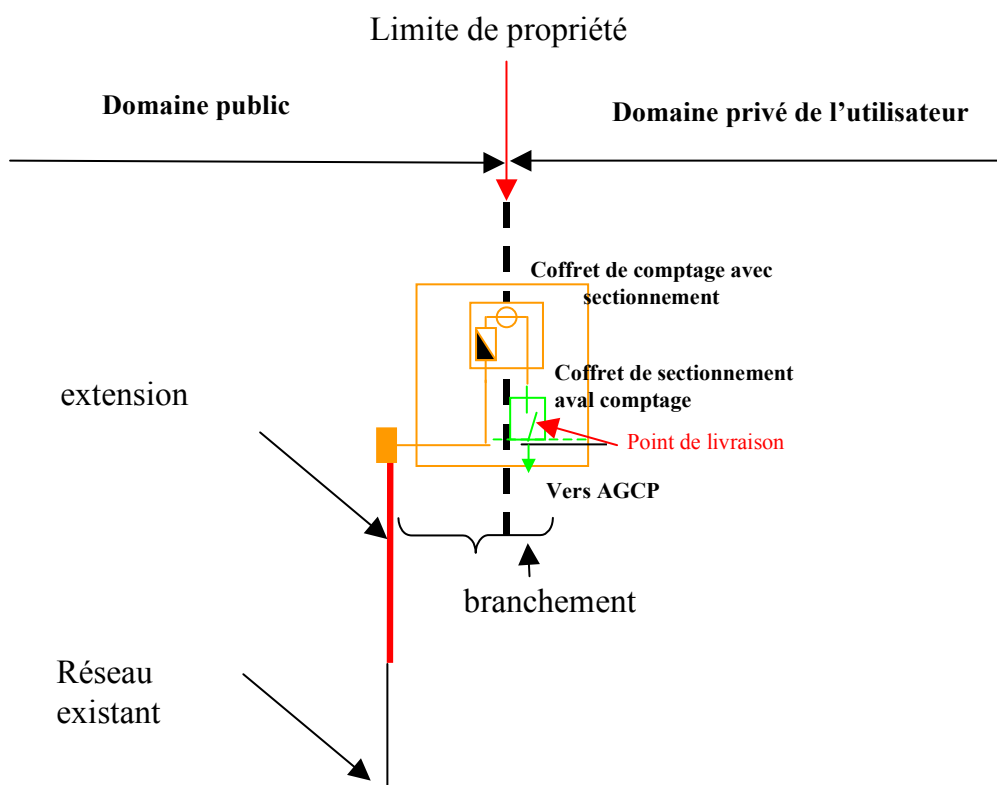 Limite de propriété
Domaine public
Domaine privé de l’utilisateur
Coffret de comptage avec
sectionnement
Coffret de sectionnement
aval comptage
extension
Point de livraison
Vers AGCP
branchement
Réseau
existant